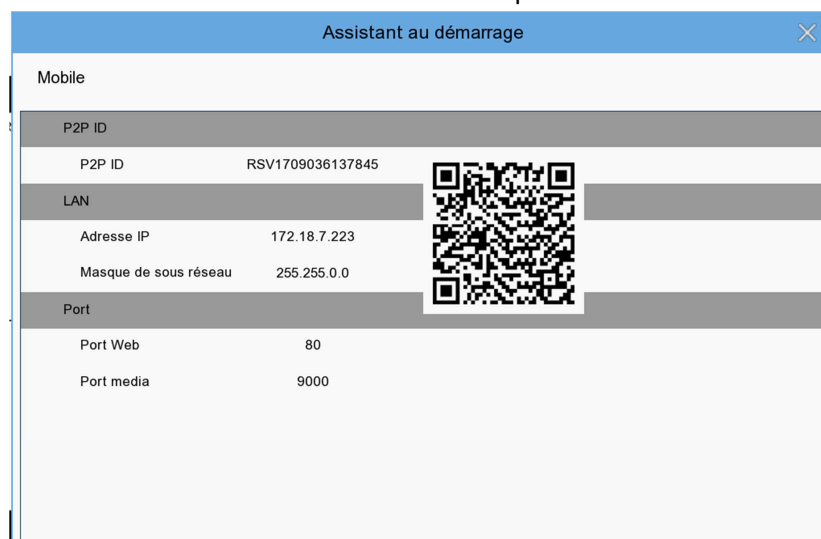 Assistant au démarrage
Mobile
P2P ID
P2P ID RSV1709036137845
LAN
Adresse IP 172.18.7.223
Masque de sous réseau 255.255.0.0
Port
Port Web 80
Port media 9000